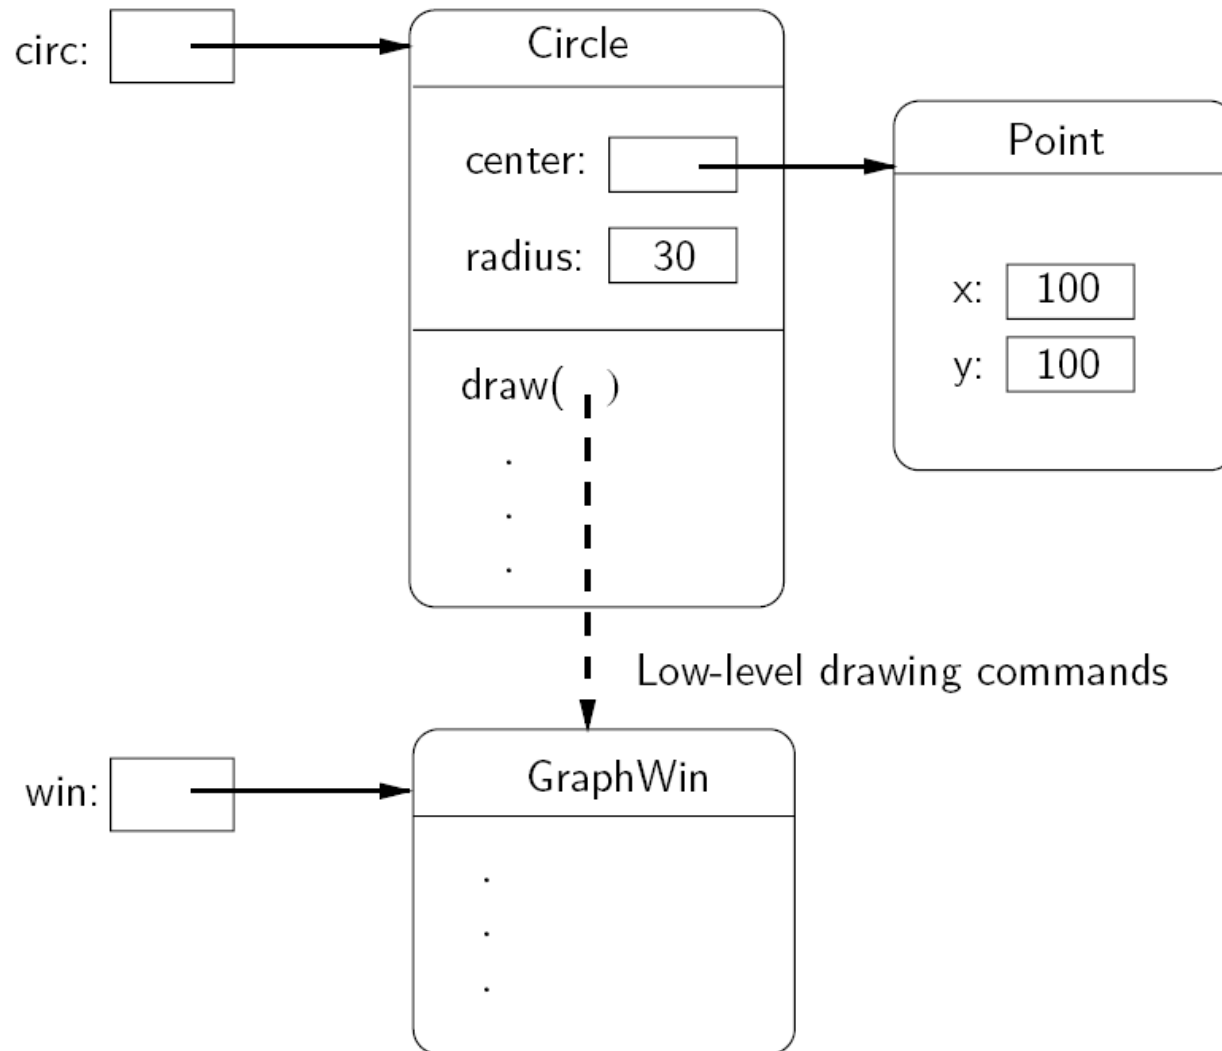 circ:
Circle
center:
radius: 30
draw( )
.
.
.
Point
x: 100
y: 100
Low-level drawing commands
win:
GraphWin
.
.
.